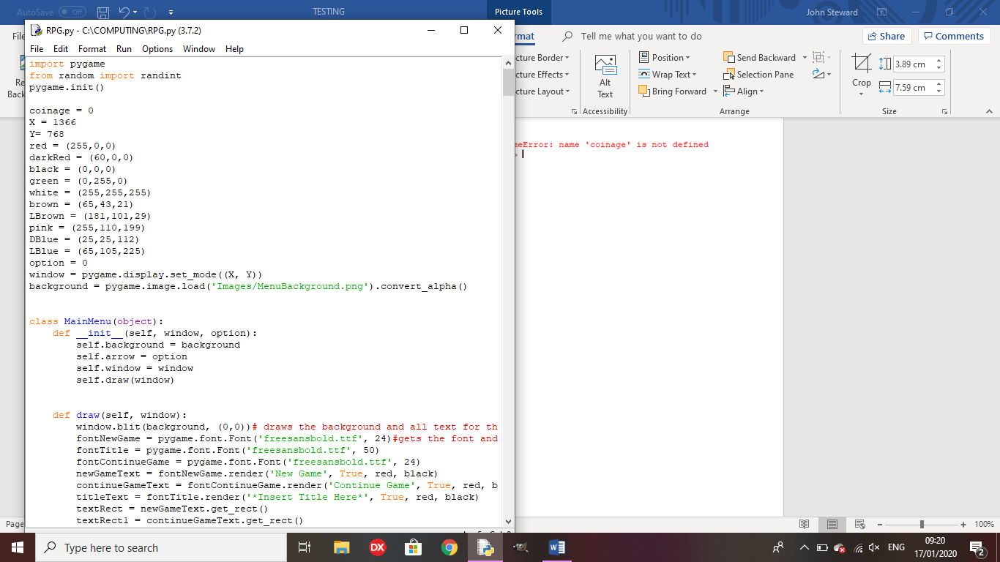 AutoSave Off TESTING Picture Tools John Steward
RPG.py - C:\COMPUTING\RPG.py (3.7.2)
File Edit Format Run Options Window Help
File
rmat Tell me what you want to do Share Comments
Re
Back
cture Border
cture Effects
cture Layout
Alt
Text
Accessibility
Position
Wrap Text
Bring Forward
Send Backward
Selection Pane
Align
Arrange
Crop
3.89 cm
7.59 cm
Size
import pygame
from random import randint
pygame.init()
coinage = 0
X = 1366
Y= 768
red = (255,0,0)
darkRed = (60,0,0)
black = (0,0,0)
green = (0,255,0)
white = (255,255,255)
brown = (65,43,21)
LBrown = (181,101,29)
pink = (255,110,199)
DBlue = (25,25,112)
LBlue = (65,105,225)
option = 0
window = pygame.display.set_mode((X, Y))
background = pygame.image.load('Images/MenuBackground.png').convert_alpha()
class MainMenu(object):
    def __init__(self, window, option):
        self.background = background
        self.arrow = option
        self.window = window
        self.draw(window)
    def draw(self, window):
        window.blit(background, (0,0))# draws the background and all text for th
        fontNewGame = pygame.font.Font('freesansbold.ttf', 24)#gets the font and
        fontTitle = pygame.font.Font('freesansbold.ttf', 50)
        fontContinueGame = pygame.font.Font('freesansbold.ttf', 24)
        newGameText = fontNewGame.render('New Game', True, red, black)
        continueGameText = fontContinueGame.render('Continue Game', True, red, b
        titleText = fontTitle.render('*Insert Title Here*', True, red, black)
        textRect = newGameText.get_rect()
        textRect1 = continueGameText.get_rect()
meError: name 'coinage' is not defined
>
Page
100%
Type here to search
ENG
09:20
17/01/2020
2